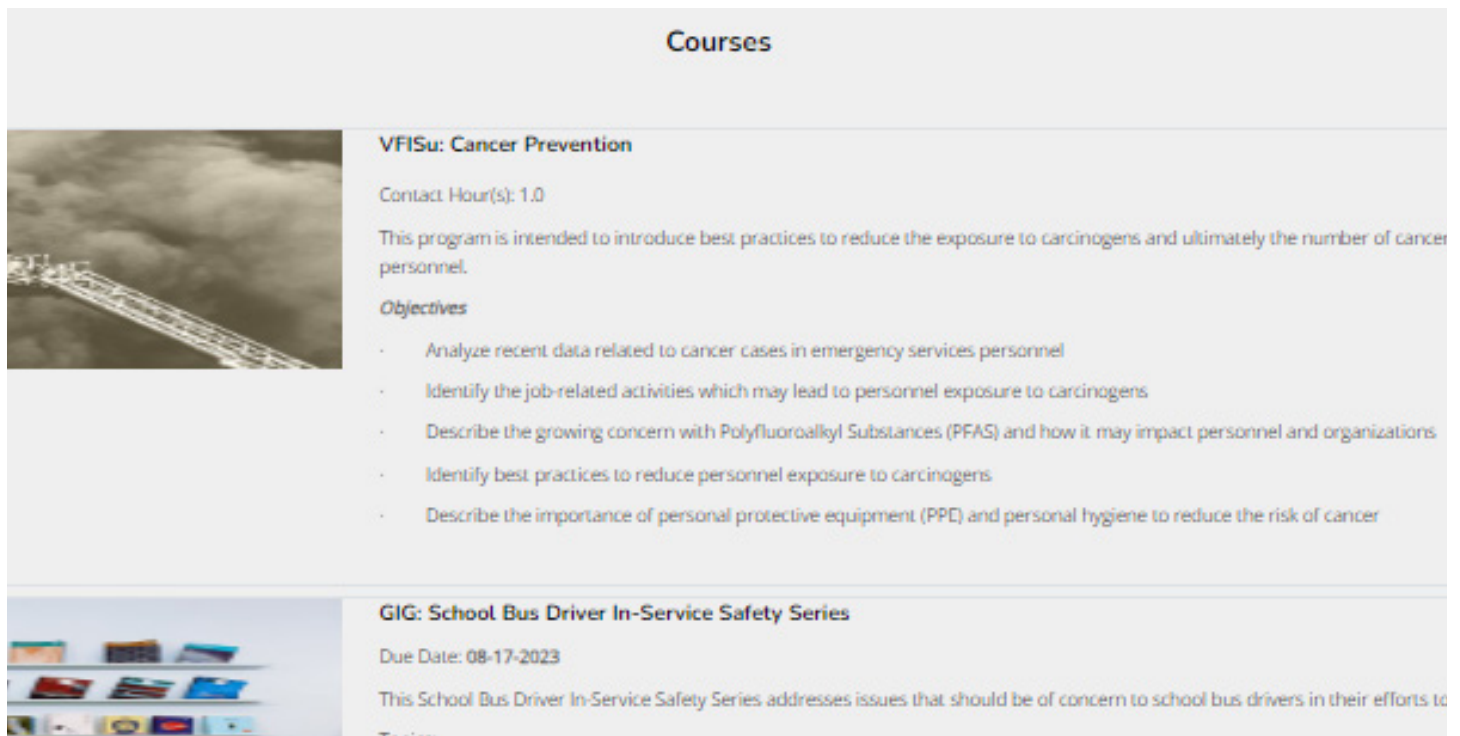 Courses
VFISu: Cancer Prevention
Contact Hour(s): 1.0
This program is intended to introduce best practices to reduce the exposure to carcinogens and ultimately the number of cancer
personnel.
Objectives
· Analyze recent data related to cancer cases in emergency services personnel
· Identify the job-related activities which may lead to personnel exposure to carcinogens
· Describe the growing concern with Polyfluoroalkyl Substances (PFAS) and how it may impact personnel and organizations
· Identify best practices to reduce personnel exposure to carcinogens
· Describe the importance of personal protective equipment (PPE) and personal hygiene to reduce the risk of cancer
GIG: School Bus Driver In-Service Safety Series
Due Date: 08-17-2023
This School Bus Driver In-Service Safety Series addresses issues that should be of concern to school bus drivers in their efforts to